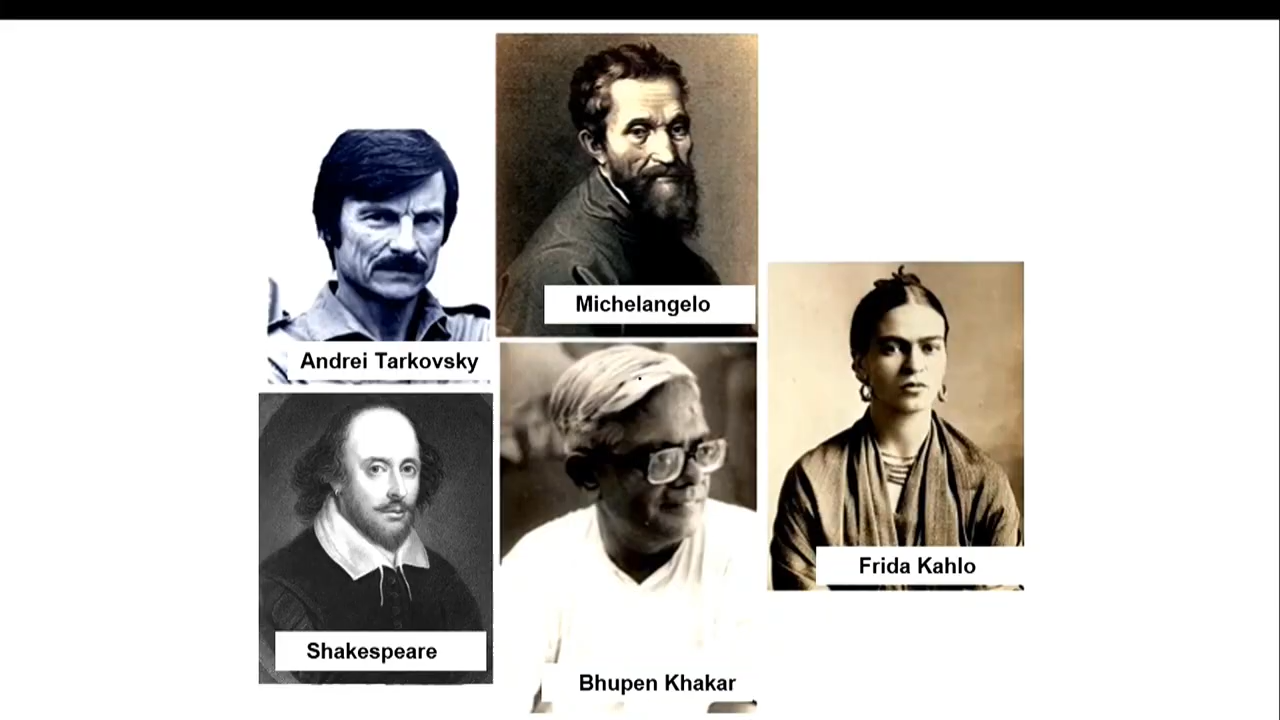 Michelangelo
Andrei Tarkovsky
Frida Kahlo
Shakespeare
Bhupen Khakar